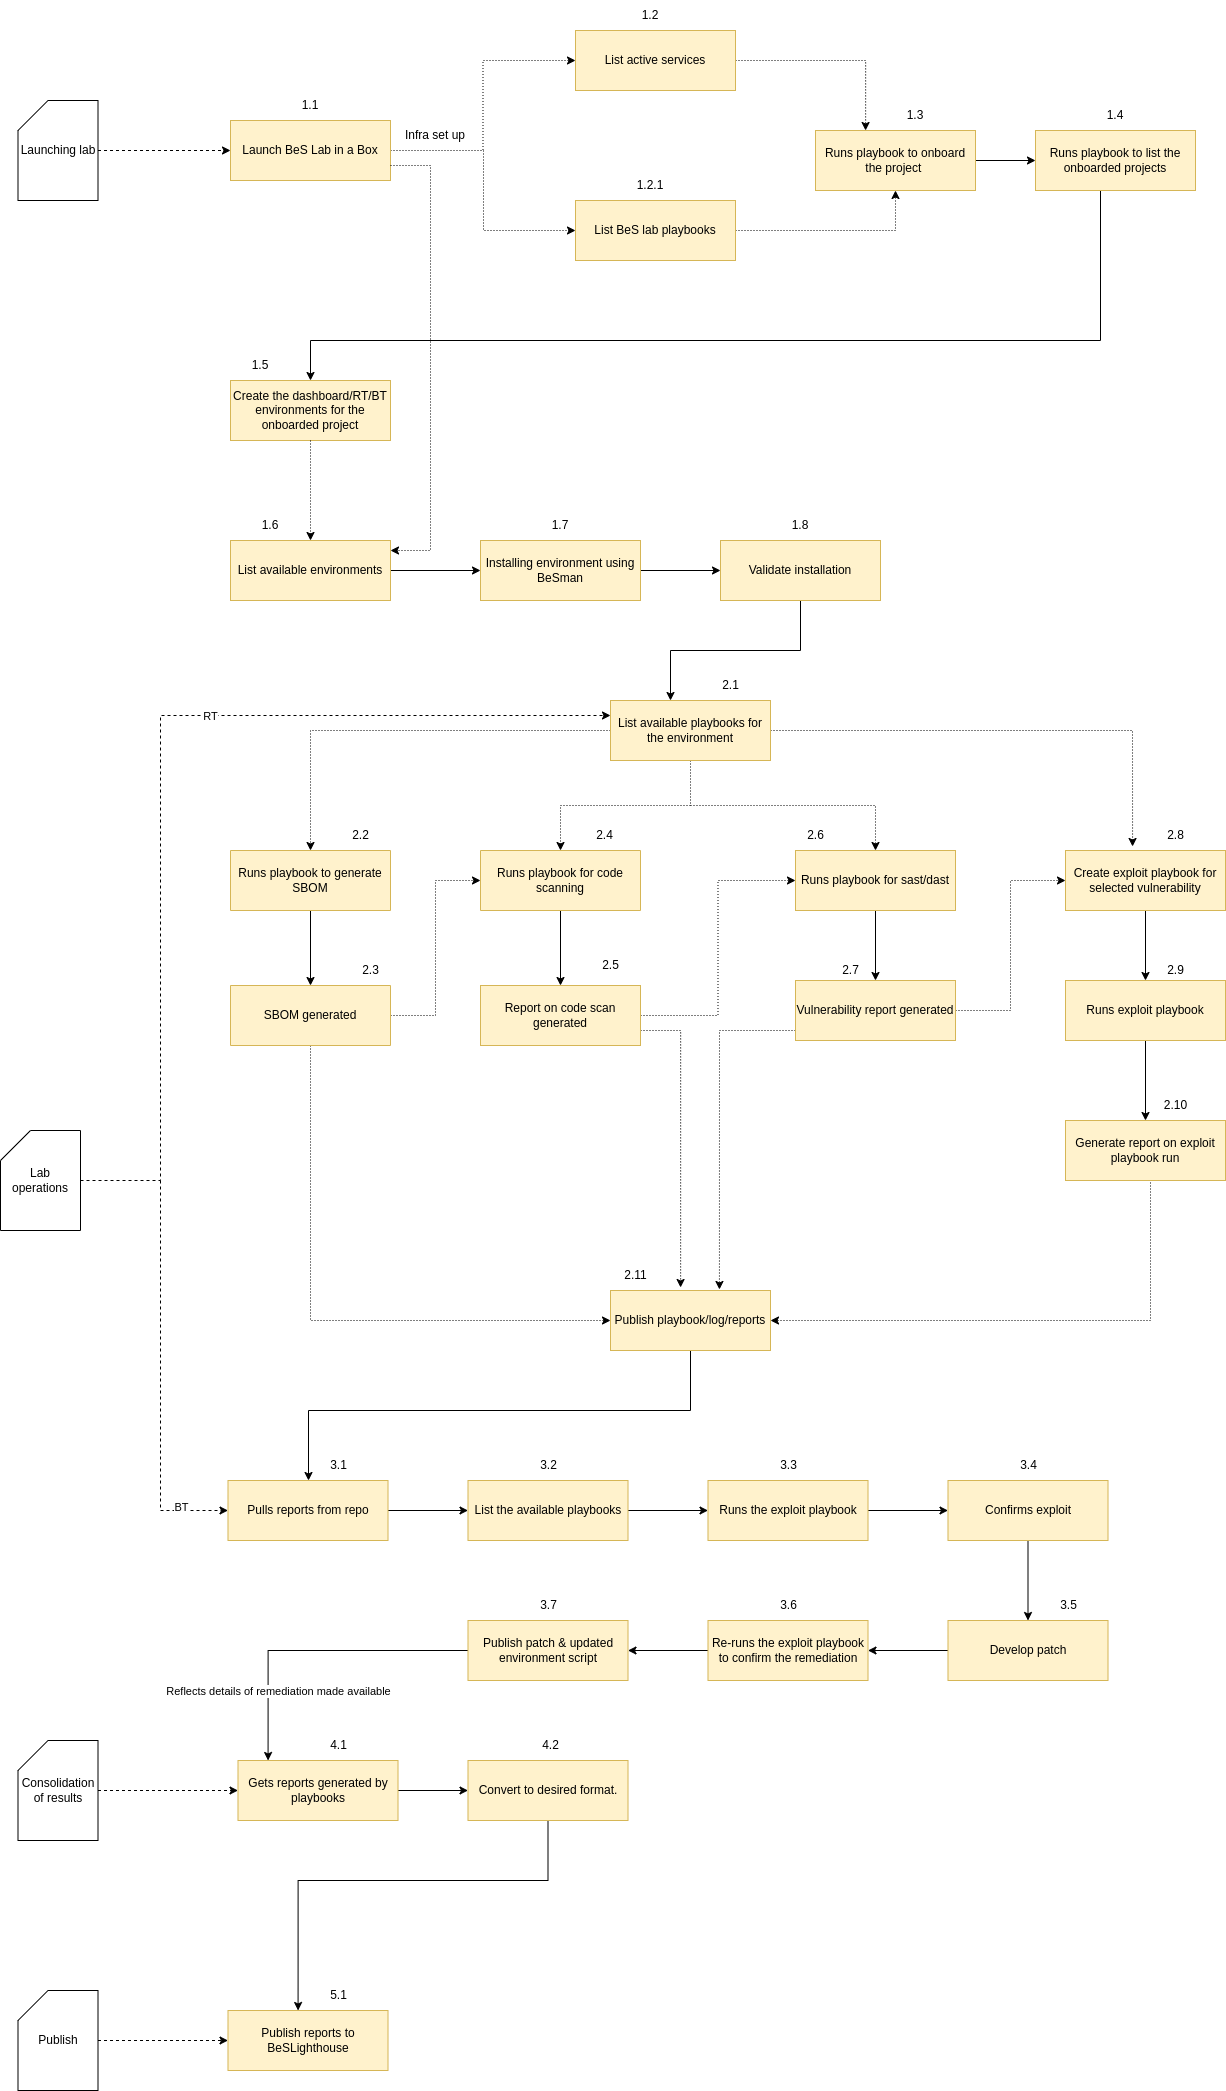 1.2
List active services
1.1
Launching lab
Launch BeS Lab in a Box
Infra set up
1.3
Runs playbook to onboard
the project
1.4
Runs playbook to list the
onboarded projects
1.2.1
List BeS lab playbooks
1.5
Create the dashboard/RT/BT
environments for the
onboarded project
1.6
List available environments
1.7
Installing environment using
BeSman
1.8
Validate installation
2.1
List available playbooks for
the environment
RT
2.2
Runs playbook to generate
SBOM
2.4
Runs playbook for code
scanning
2.6
Runs playbook for sast/dast
2.8
Create exploit playbook for
selected vulnerability
2.3
SBOM generated
2.5
Report on code scan
generated
2.7
Vulnerability report generated
2.9
Runs exploit playbook
2.10
Generate report on exploit
playbook run
Lab
operations
2.11
Publish playbook/log/reports
BT
3.1
Pulls reports from repo
3.2
List the available playbooks
3.3
Runs the exploit playbook
3.4
Confirms exploit
3.7
Publish patch & updated
environment script
3.6
Re-runs the exploit playbook
to confirm the remediation
3.5
Develop patch
Reflects details of remediation made available
Consolidation
of results
4.1
Gets reports generated by
playbooks
4.2
Convert to desired format.
Publish
5.1
Publish reports to
BeSLighthouse